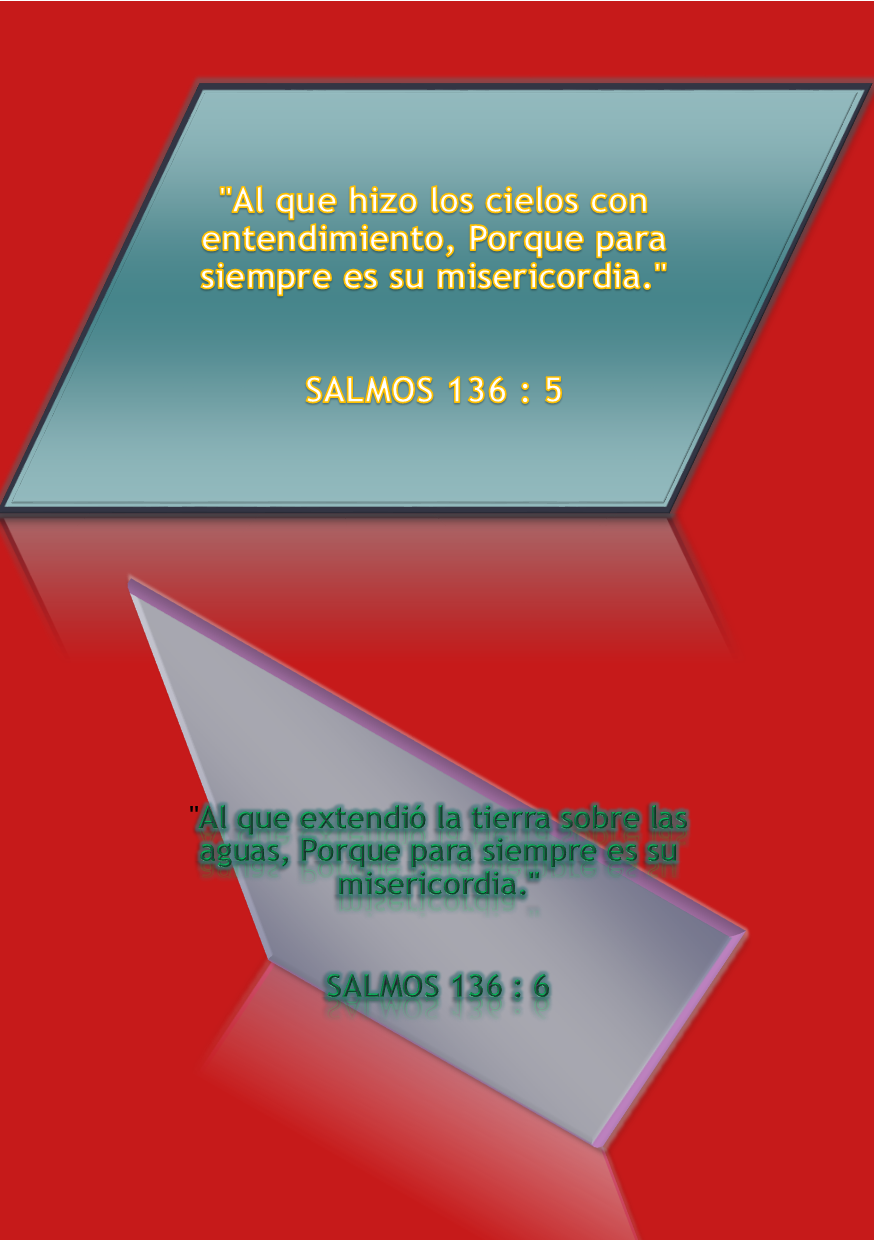 "Al que hizo los cielos con
entendimiento, Porque para
siempre es su misericordia."
SALMOS 136 : 5
"Al que extendió la tierra sobre las
aguas, Porque para siempre es su
misericordia."
SALMOS 136 : 6